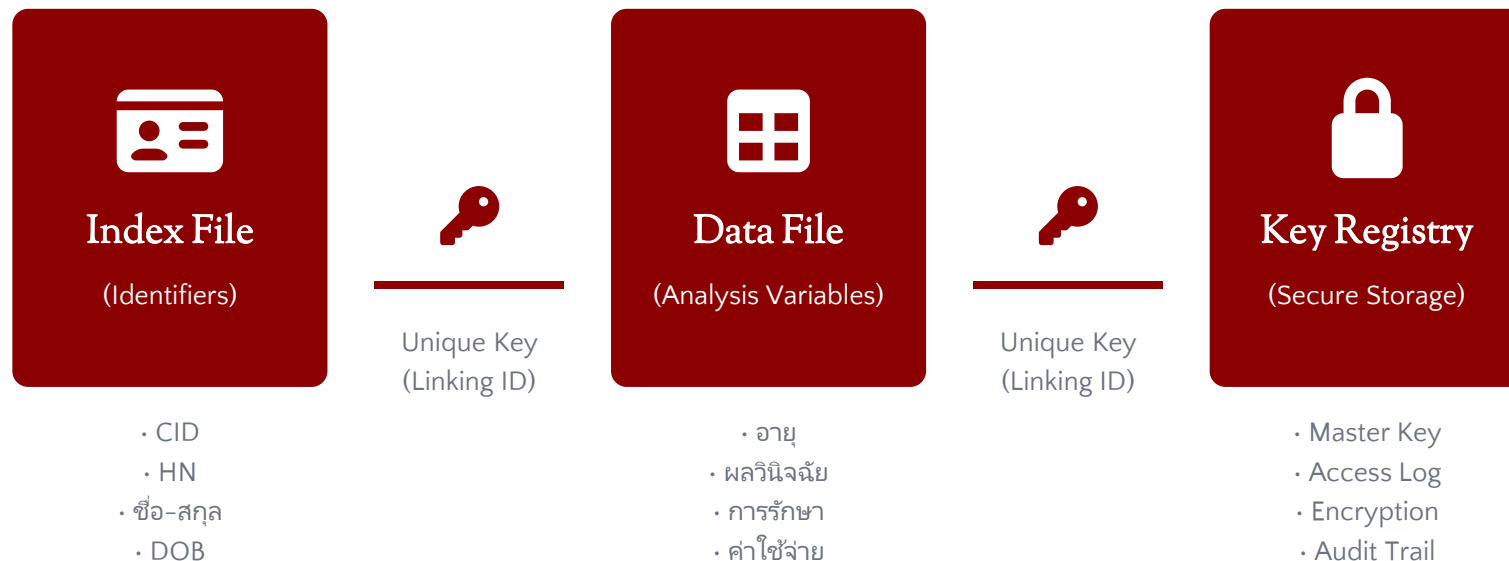 Index File
(Identifiers)
• CID
• HN
• ชื่อ-สกุล
• DOB
Unique Key
(Linking ID)
Data File
(Analysis Variables)
• อายุ
• ผลวินิจฉัย
• การรักษา
• ค่าใช้จ่าย
Unique Key
(Linking ID)
Key Registry
(Secure Storage)
• Master Key
• Access Log
• Encryption
• Audit Trail